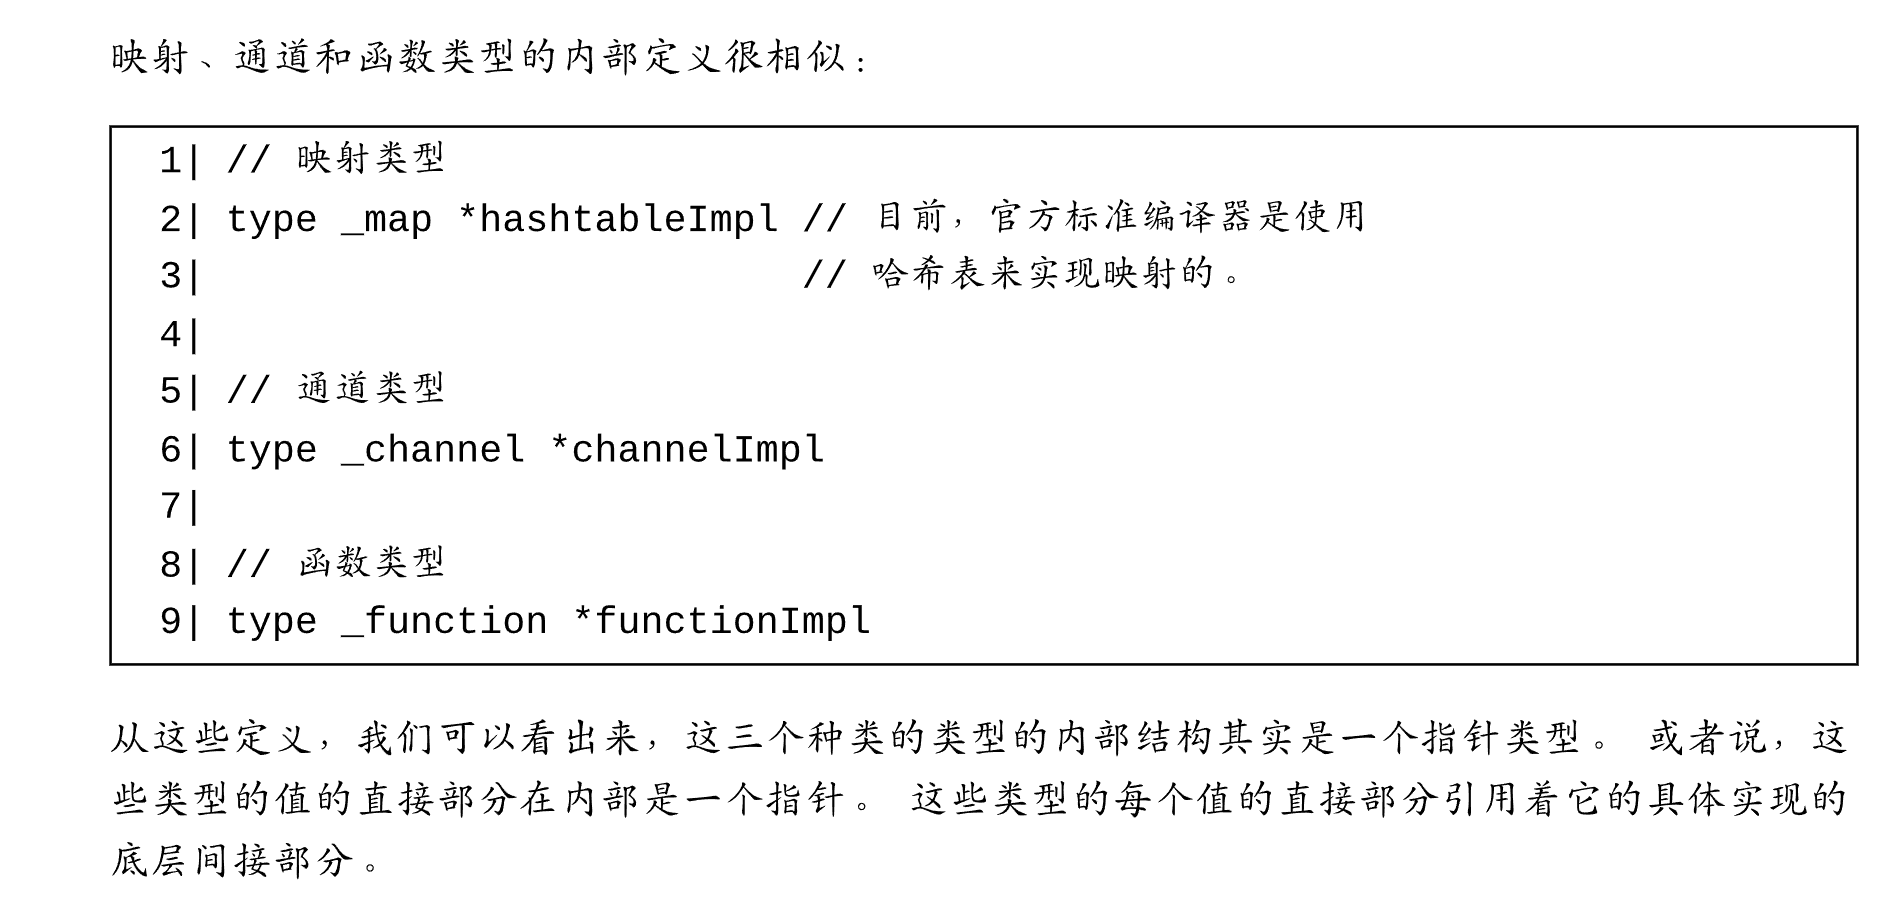 映射、通道和函数类型的内部定义很相似：
1| // 映射类型
2| type _map *hashtableImpl // 目前，官方标准编译器是使用
3|                          // 哈希表来实现映射的。
4|
5| // 通道类型
6| type _channel *channelImpl
7|
8| // 函数类型
9| type _function *functionImpl
从这些定义，我们可以看出来，这三个种类的类型的内部结构其实是一个指针类型。 或者说，这
些类型的值的直接部分在内部是一个指针。 这些类型的每个值的直接部分引用着它的具体实现的
底层间接部分。